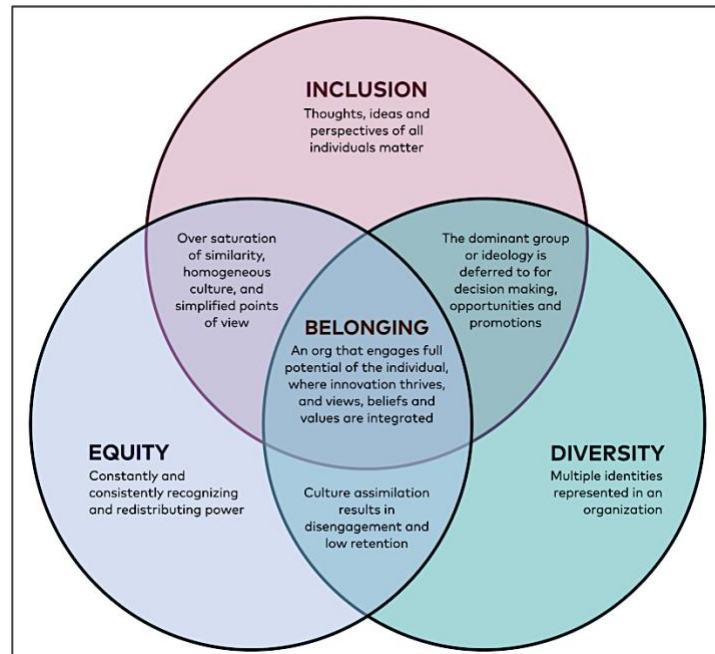 INCLUSION
Thoughts, ideas and
perspectives of all
individuals matter
Over saturation
of similarity,
homogeneous
culture, and
simplified points
of view
The dominant group
or ideology is
deferred to for
decision making,
opportunities and
promotions
BELONGING
An org that engages full
potential of the individual,
where innovation thrives,
and views, beliefs and
values are integrated
EQUITY
Constantly and
consistently recognizing
and redistributing power
DIVERSITY
Multiple identities
represented in an
organization
Culture assimilation
results in
disengagement and
low retention